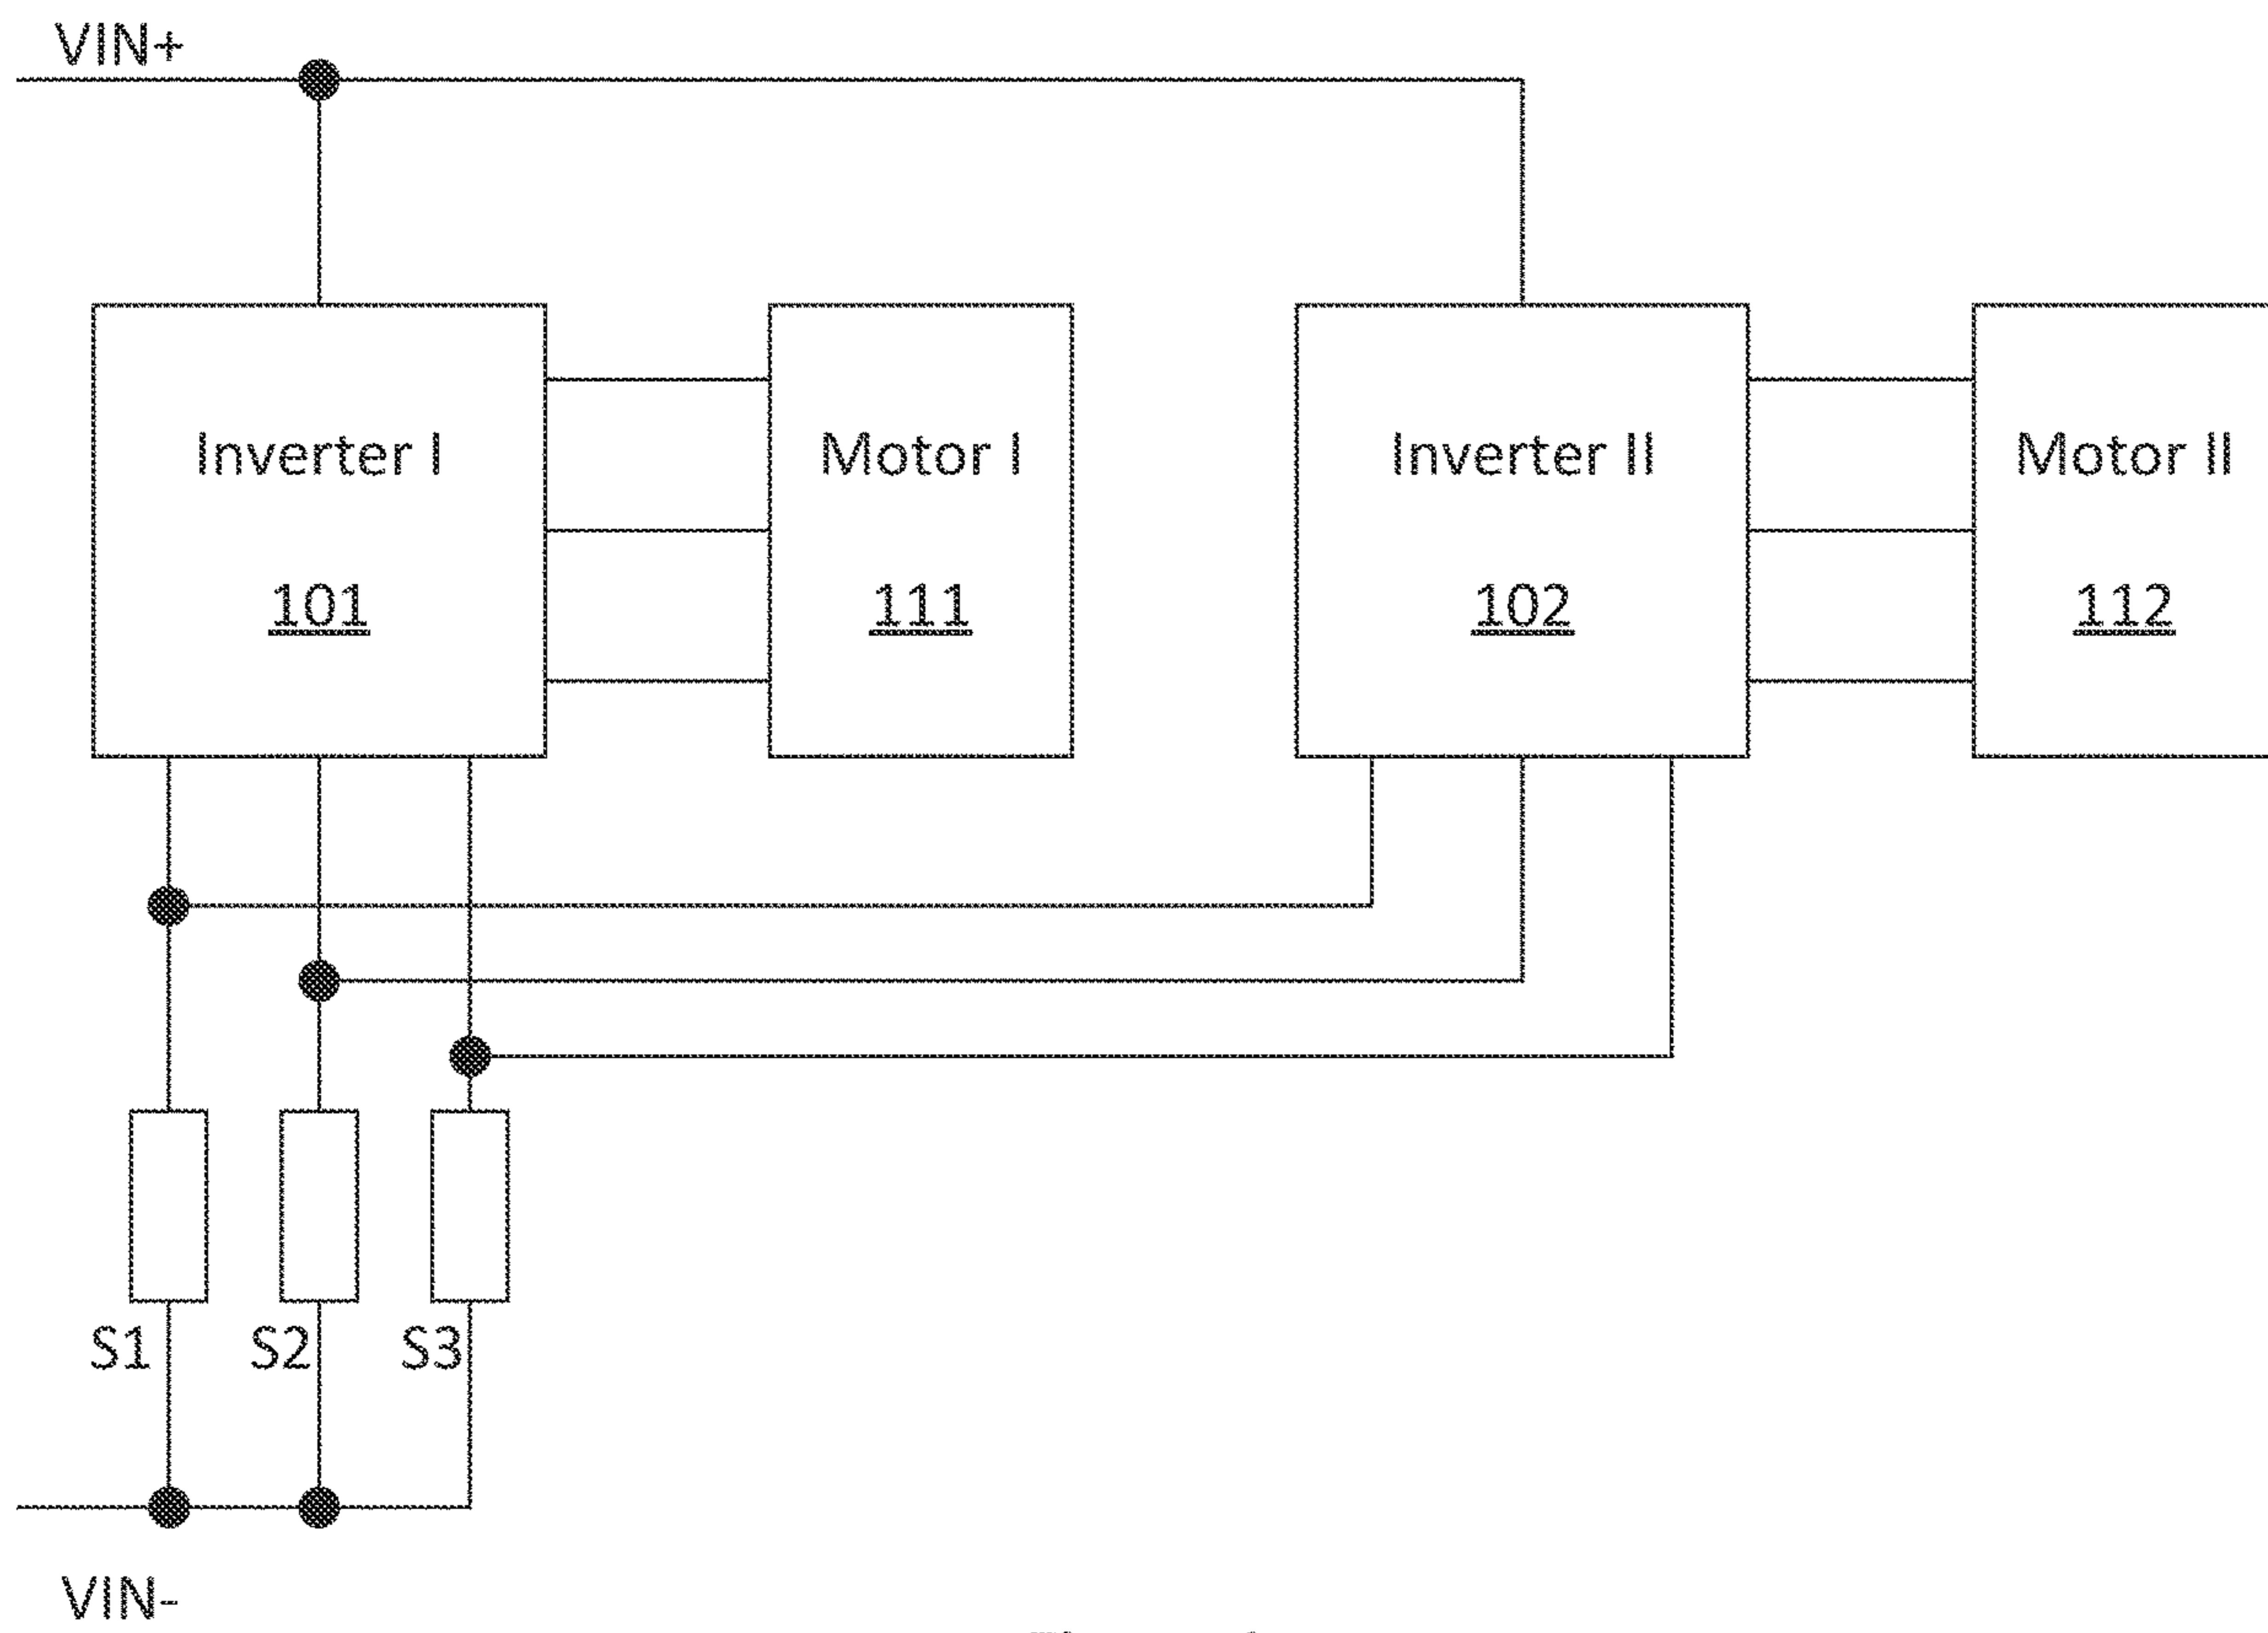 VIN+
Inverter I
Motor I
Inverter II
Motor II
101
111
102
112
S1
S2
S3
VIN-